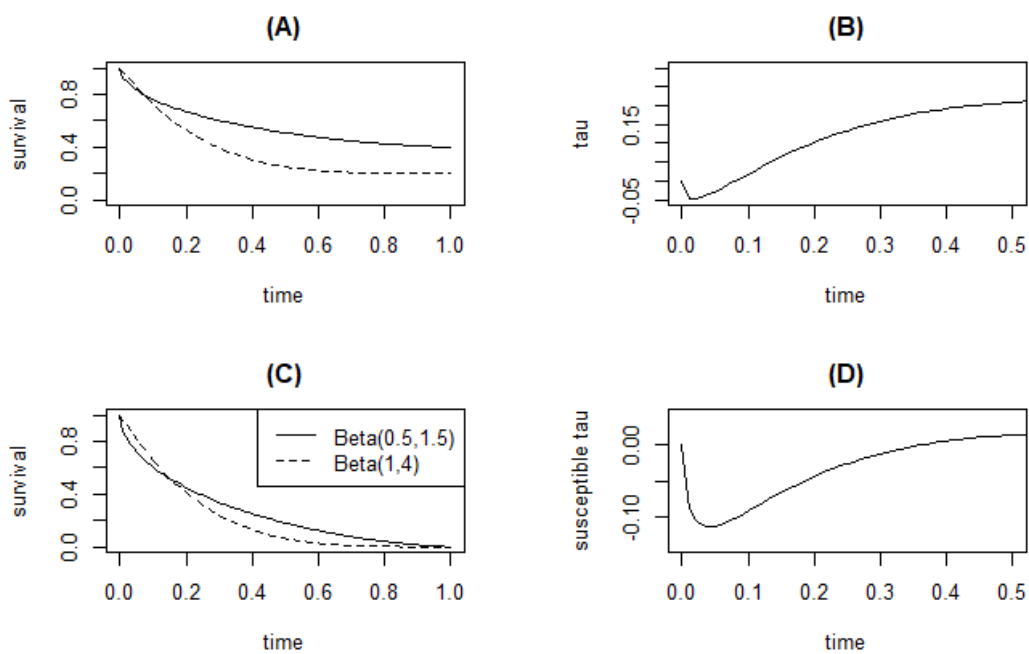 (A)
survival
0.0 0.4 0.8
0.0 0.2 0.4 0.6 0.8 1.0
time
(B)
tau
-0.05 0.15
0.0 0.1 0.2 0.3 0.4 0.5
time
(C)
survival
0.0 0.4 0.8
Beta(0.5,1.5)
Beta(1,4)
0.0 0.2 0.4 0.6 0.8 1.0
time
(D)
susceptible tau
-0.10 0.00
0.0 0.1 0.2 0.3 0.4 0.5
time